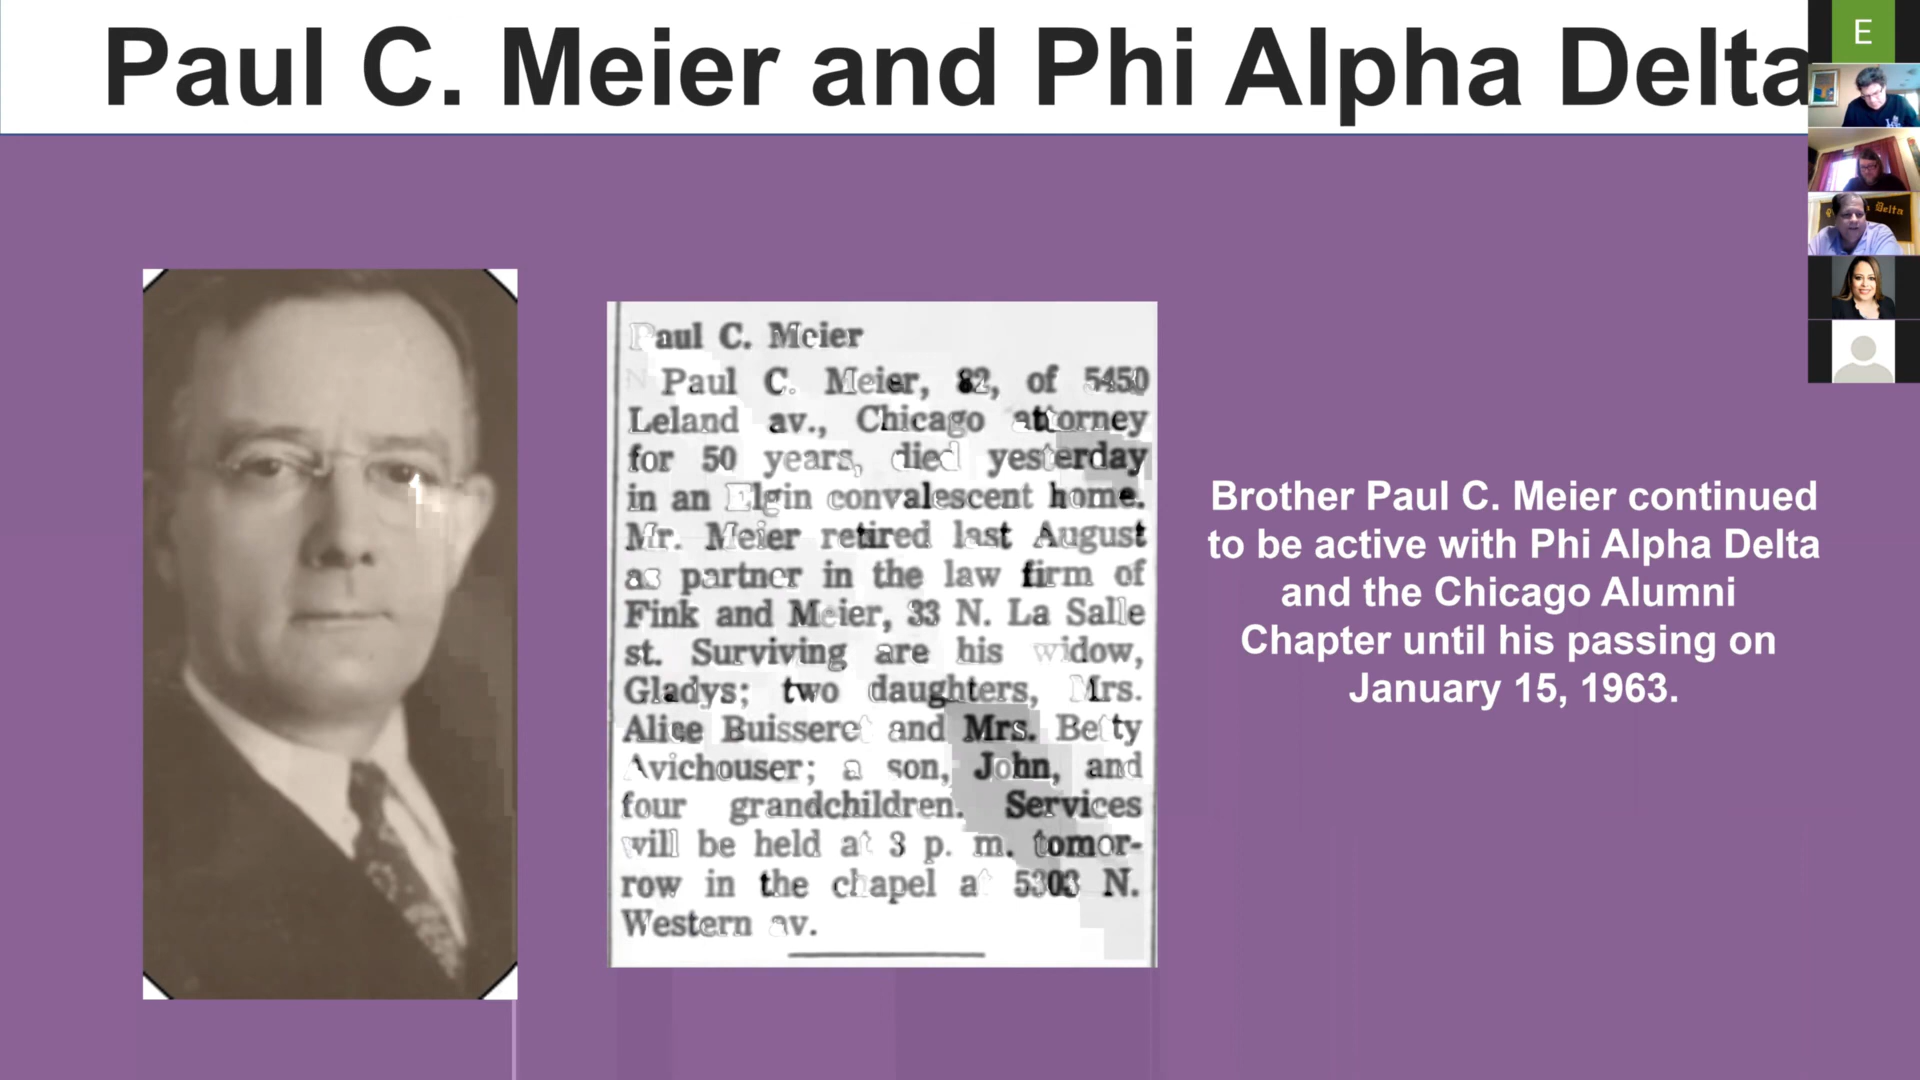 Paul C. Meier and Phi Alpha Delta
E
Delta
Paul C. Meier
Paul C. Meier, 82, of 5450
Leland av., Chicago attorney
for 50 years, died yesterday
in an Elgin convalescent home.
Mr. Meier retired last August
as partner in the law firm of
Fink and Meier, 33 N. La Salle
st. Surviving are his widow,
Gladys; two daughters, Mrs.
Alice Buisseret and Mrs. Betty
Avichouser; a son, John, and
four grandchildren. Services
will be held at 3 p. m. tomor-
row in the chapel at 5303 N.
Western av.
Brother Paul C. Meier continued
to be active with Phi Alpha Delta
and the Chicago Alumni
Chapter until his passing on
January 15, 1963.